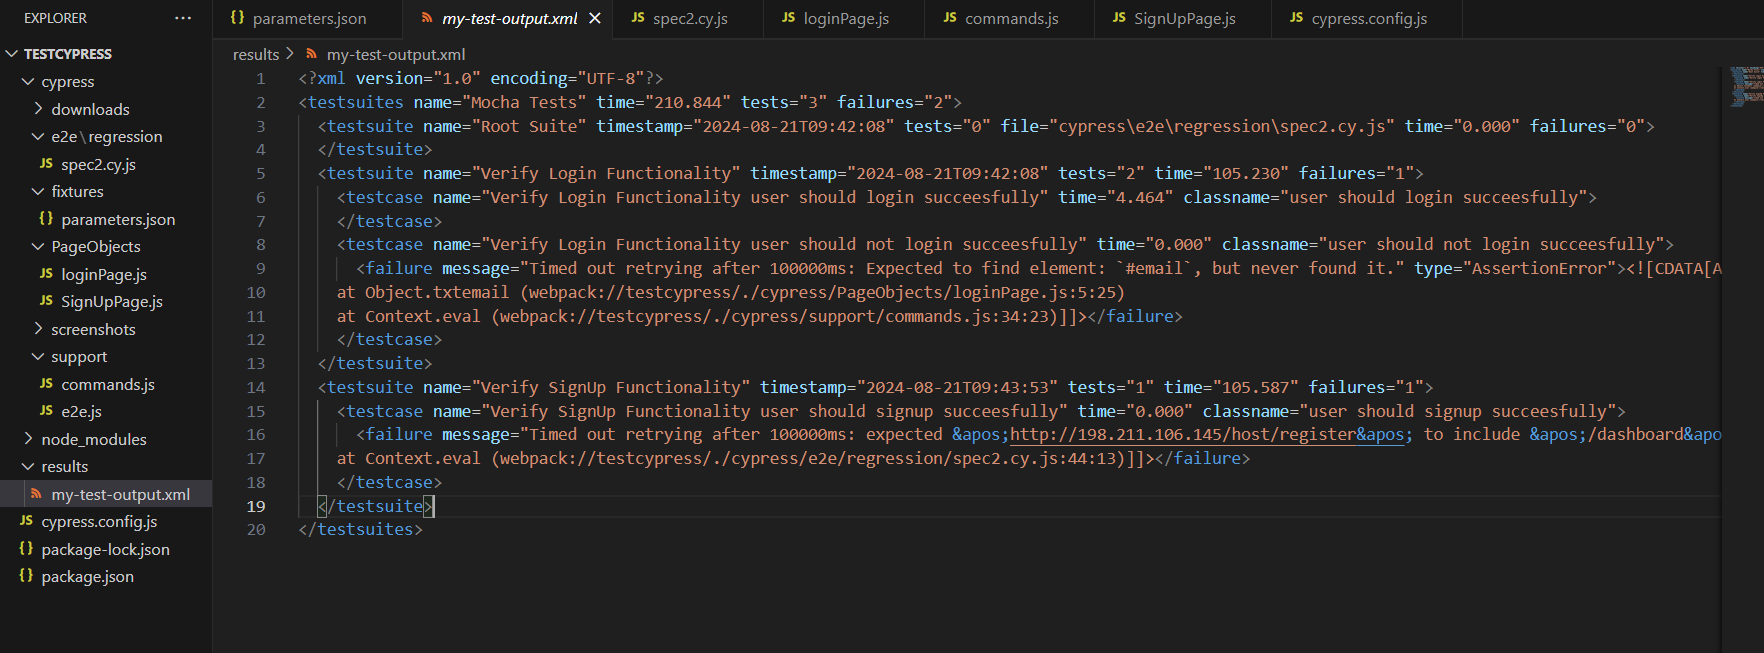 EXPLORER ···
TESTCYPRESS
cypress
downloads
e2e\regression
JS spec2.cy.js
fixtures
{} parameters.json
PageObjects
JS loginPage.js
JS SignUpPage.js
screenshots
support
JS commands.js
JS e2e.js
node_modules
results
my-test-output.xml
JS cypress.config.js
{} package-lock.json
{} package.json
{} parameters.json my-test-output.xml JS spec2.cy.js JS loginPage.js JS commands.js JS SignUpPage.js JS cypress.config.js
results > my-test-output.xml
1 <?xml version="1.0" encoding="UTF-8"?>
2 <testsuites name="Mocha Tests" time="210.844" tests="3" failures="2">
3 <testsuite name="Root Suite" timestamp="2024-08-21T09:42:08" tests="0" file="cypress\e2e\regression\spec2.cy.js" time="0.000" failures="0">
4 </testsuite>
5 <testsuite name="Verify Login Functionality" timestamp="2024-08-21T09:42:08" tests="2" time="105.230" failures="1">
6 <testcase name="Verify Login Functionality user should login succeesfully" time="4.464" classname="user should login succeesfully">
7 </testcase>
8 <testcase name="Verify Login Functionality user should not login succeesfully" time="0.000" classname="user should not login succeesfully">
9 <failure message="Timed out retrying after 100000ms: Expected to find element: `#email`, but never found it." type="AssertionError"><![CDATA[A
10 at Object.txtemail (webpack://testcypress/./cypress/PageObjects/loginPage.js:5:25)
11 at Context.eval (webpack://testcypress/./cypress/support/commands.js:34:23)]]></failure>
12 </testcase>
13 </testsuite>
14 <testsuite name="Verify SignUp Functionality" timestamp="2024-08-21T09:43:53" tests="1" time="105.587" failures="1">
15 <testcase name="Verify SignUp Functionality user should signup succeesfully" time="0.000" classname="user should signup succeesfully">
16 <failure message="Timed out retrying after 100000ms: expected &apos;http://198.211.106.145/host/register&apos; to include &apos;/dashboard&apo
17 at Context.eval (webpack://testcypress/./cypress/e2e/regression/spec2.cy.js:44:13)]]></failure>
18 </testcase>
19 </testsuite>
20 </testsuites>